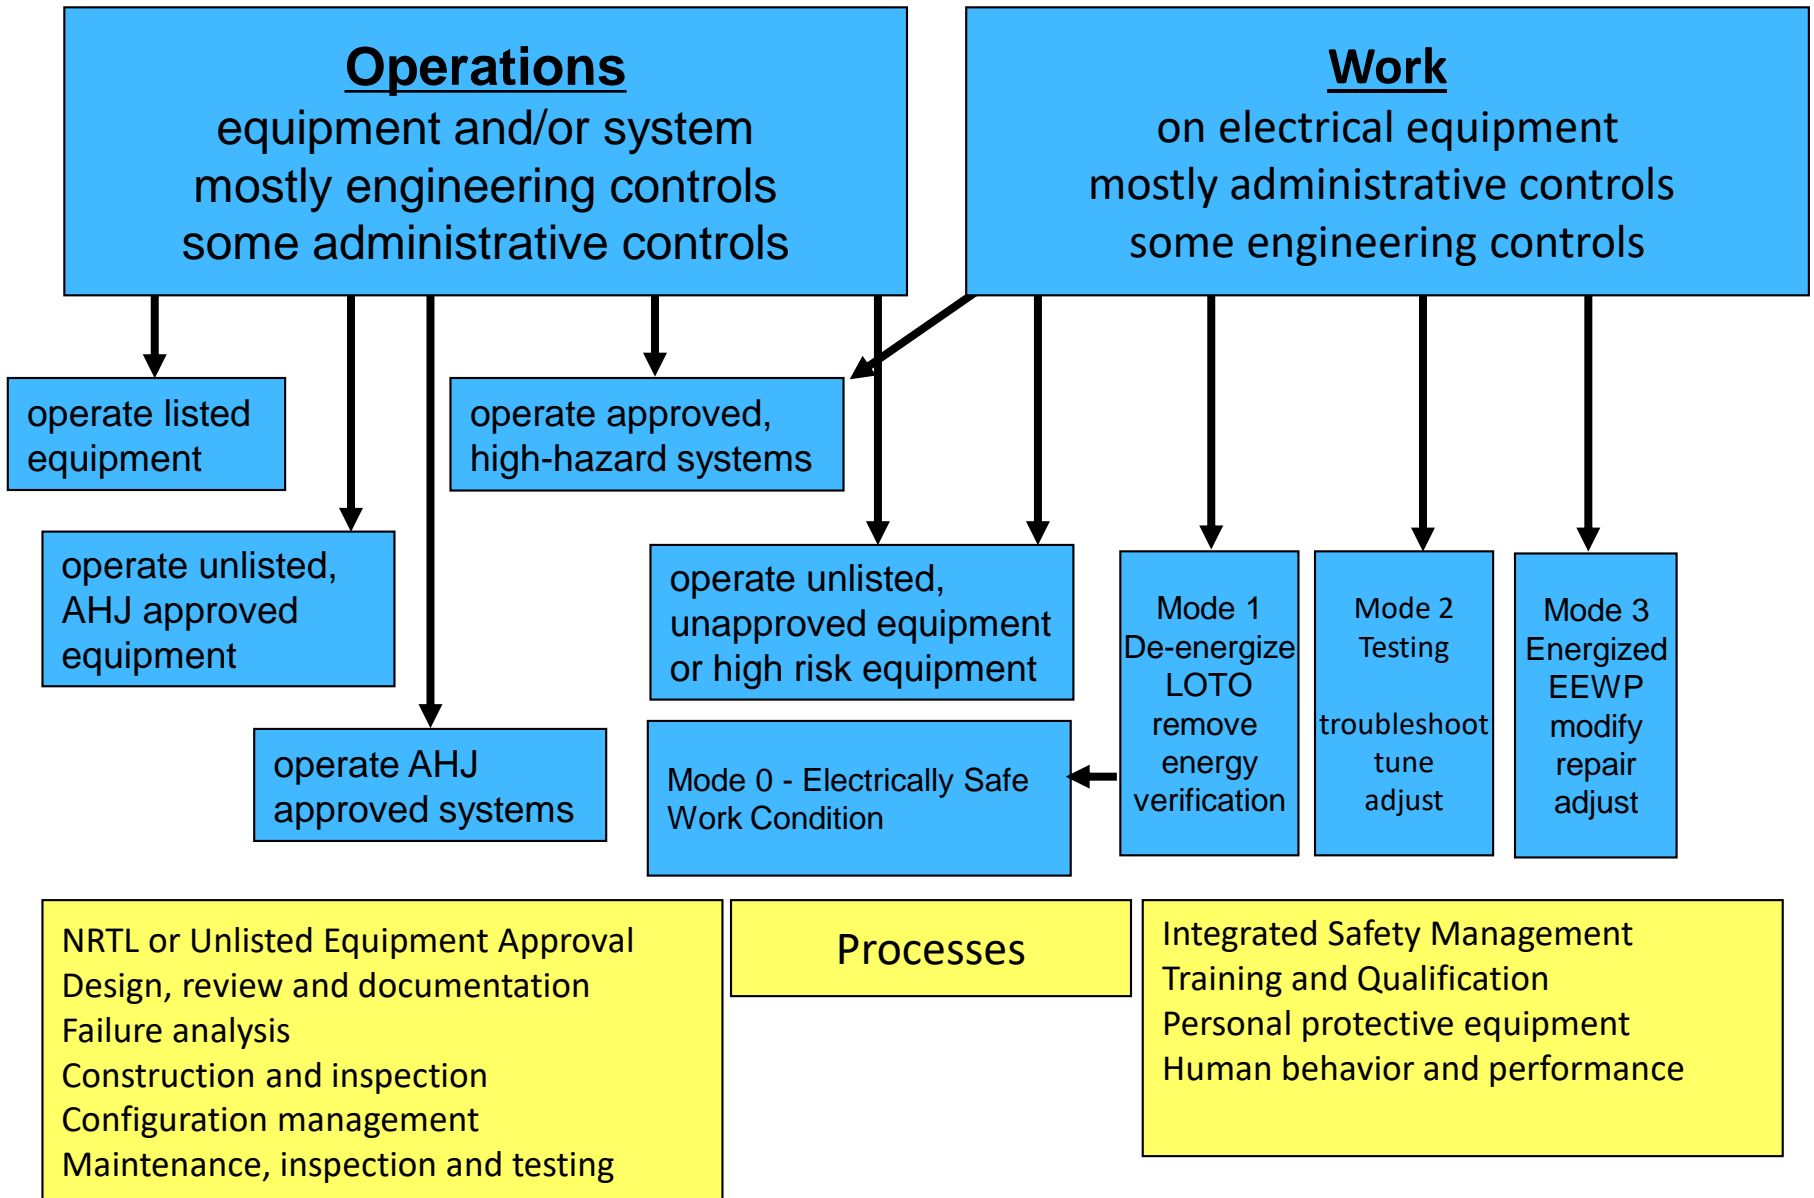 Operations
equipment and/or system
mostly engineering controls
some administrative controls
Work
on electrical equipment
mostly administrative controls
some engineering controls
operate listed
equipment
operate approved,
high-hazard systems
operate unlisted,
AHJ approved
equipment
operate unlisted,
unapproved equipment
or high risk equipment
operate AHJ
approved systems
Mode 0 - Electrically Safe
Work Condition
Mode 1
De-energize
LOTO
remove
energy
verification
Mode 2
Testing
troubleshoot
tune
adjust
Mode 3
Energized
EEWP
modify
repair
adjust
NRTL or Unlisted Equipment Approval
Design, review and documentation
Failure analysis
Construction and inspection
Configuration management
Maintenance, inspection and testing
Processes
Integrated Safety Management
Training and Qualification
Personal protective equipment
Human behavior and performance